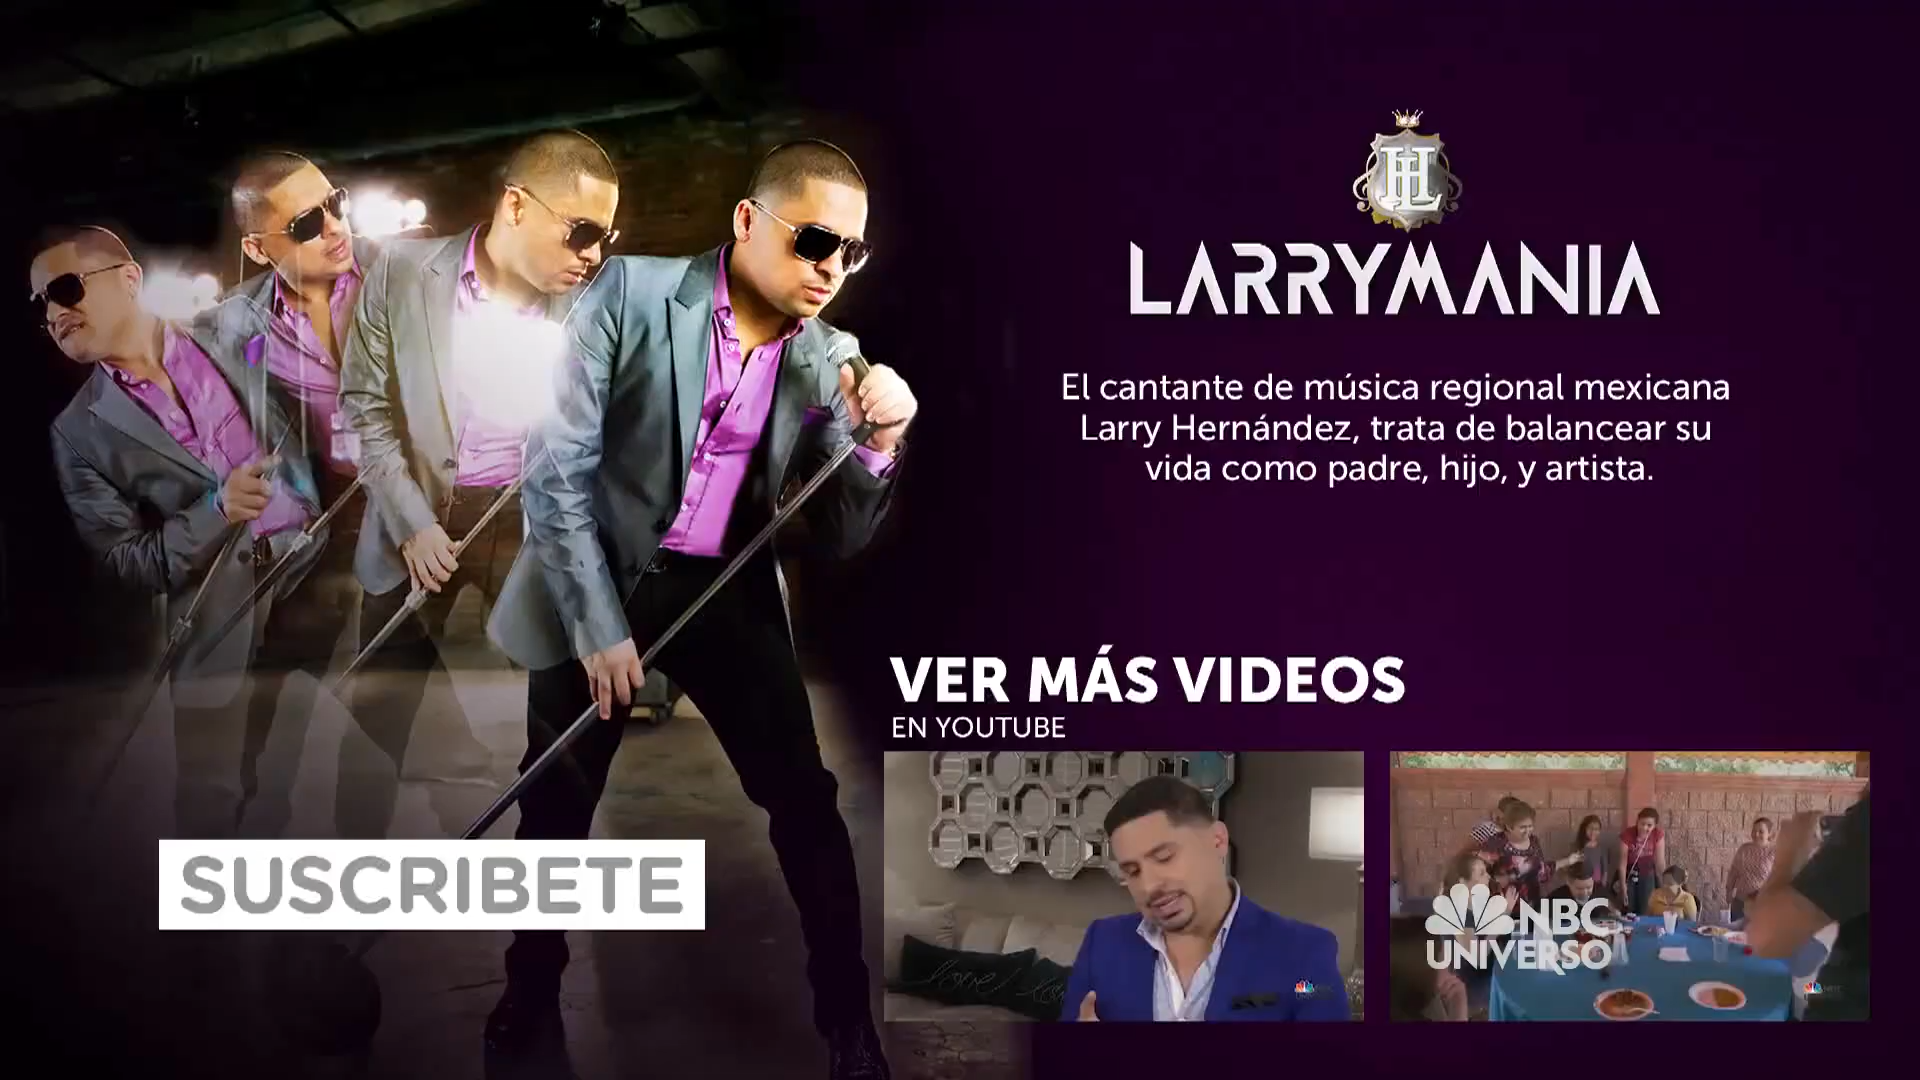 LH
LARRYMANIA
El cantante de música regional mexicana
Larry Hernández, trata de balancear su
vida como padre, hijo, y artista.
VER MÁS VIDEOS
EN YOUTUBE
SUSCRIBETE
NBC
UNIVERSO